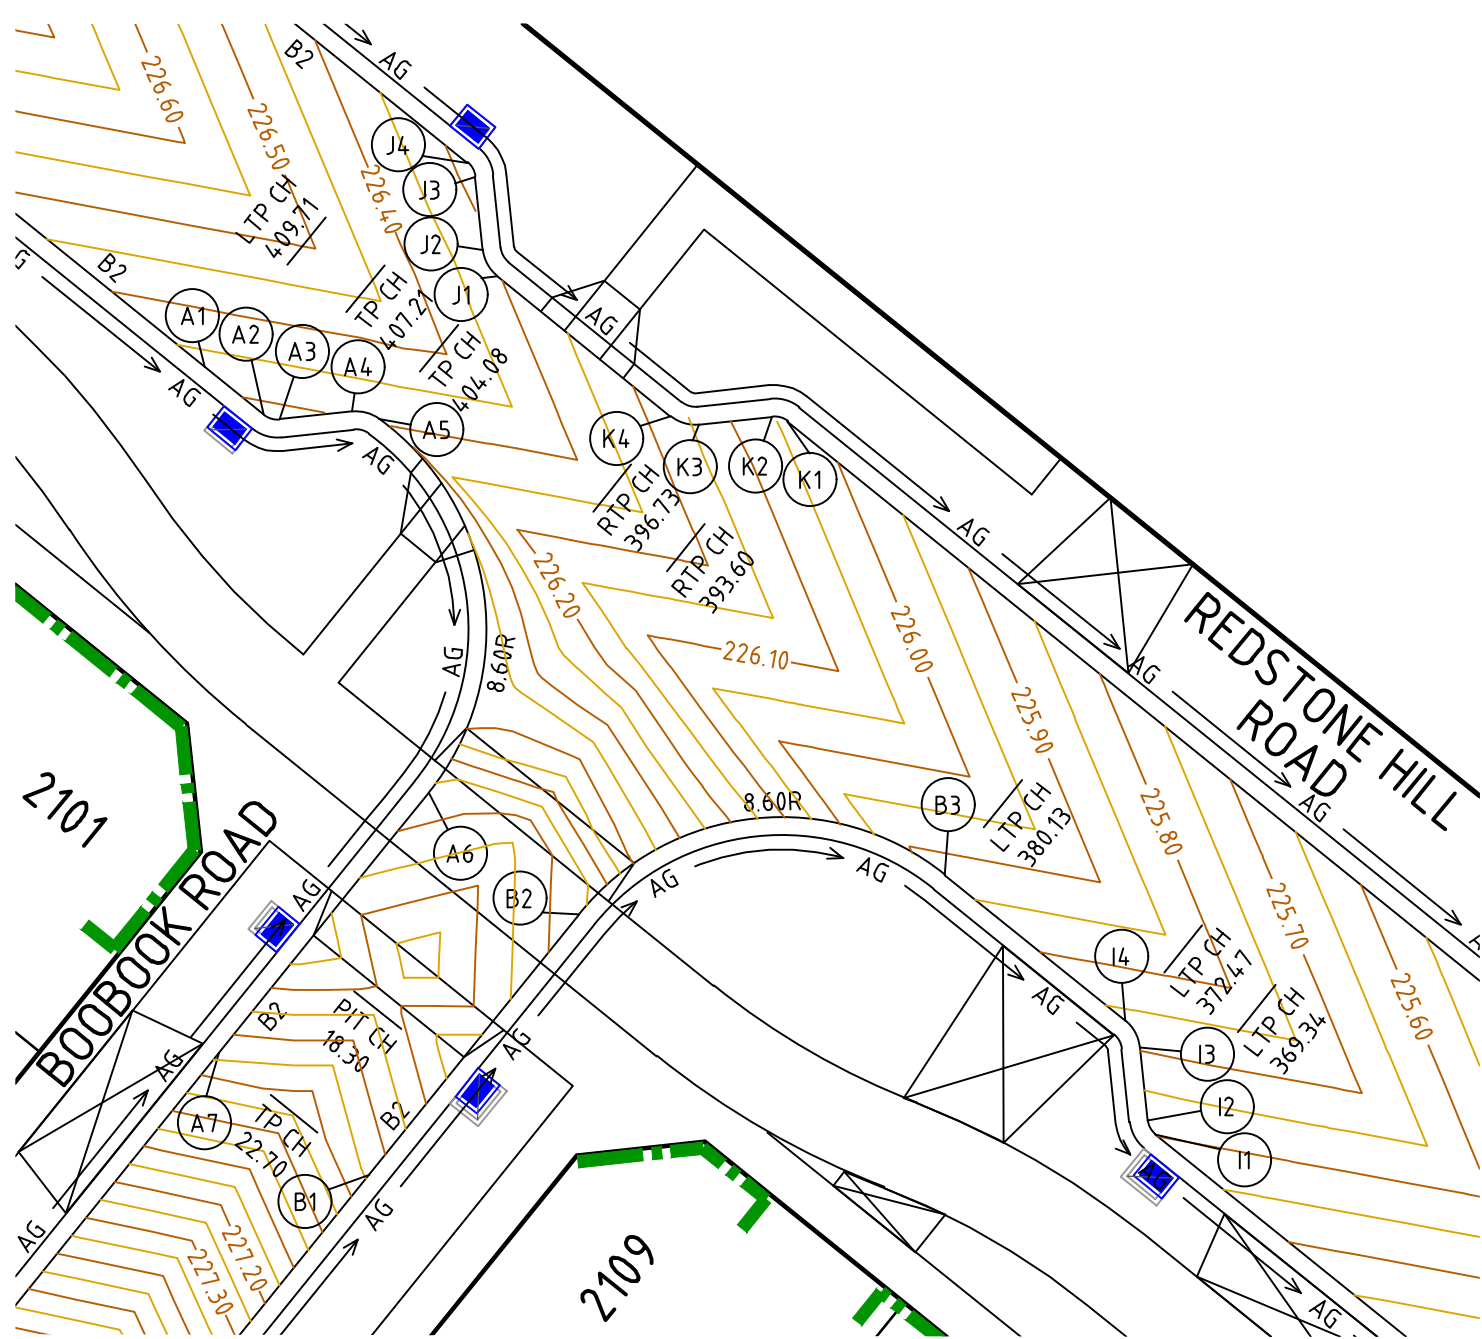 B2
AG
226.60
226.50
J4
226.40
J3
LTP CH
409.71
J2
AG
B2
TP CH
407.21
J1
A1
A2
A3
A4
AG
TP CH
404.08
AG
A5
AG
K4
K3
K2
K1
RTP CH
396.73
AG
RTP CH
393.60
226.20
226.10
226.00
AG
8.60R
AG
REDSTONE HILL
ROAD
225.90
2101
8.60R
B3
LTP CH
380.13
225.80
AG
A6
B2
AG
AG
AG
BOOBOOK ROAD
225.70
I4
LTP CH
372.47
AG
225.60
B2
PIT CH
18.30
AG
LTP CH
369.34
I3
AG
A7
TP CH
22.70
B2
I2
I1
AG
B1
AG
AG
227.20
227.30
2109
AG